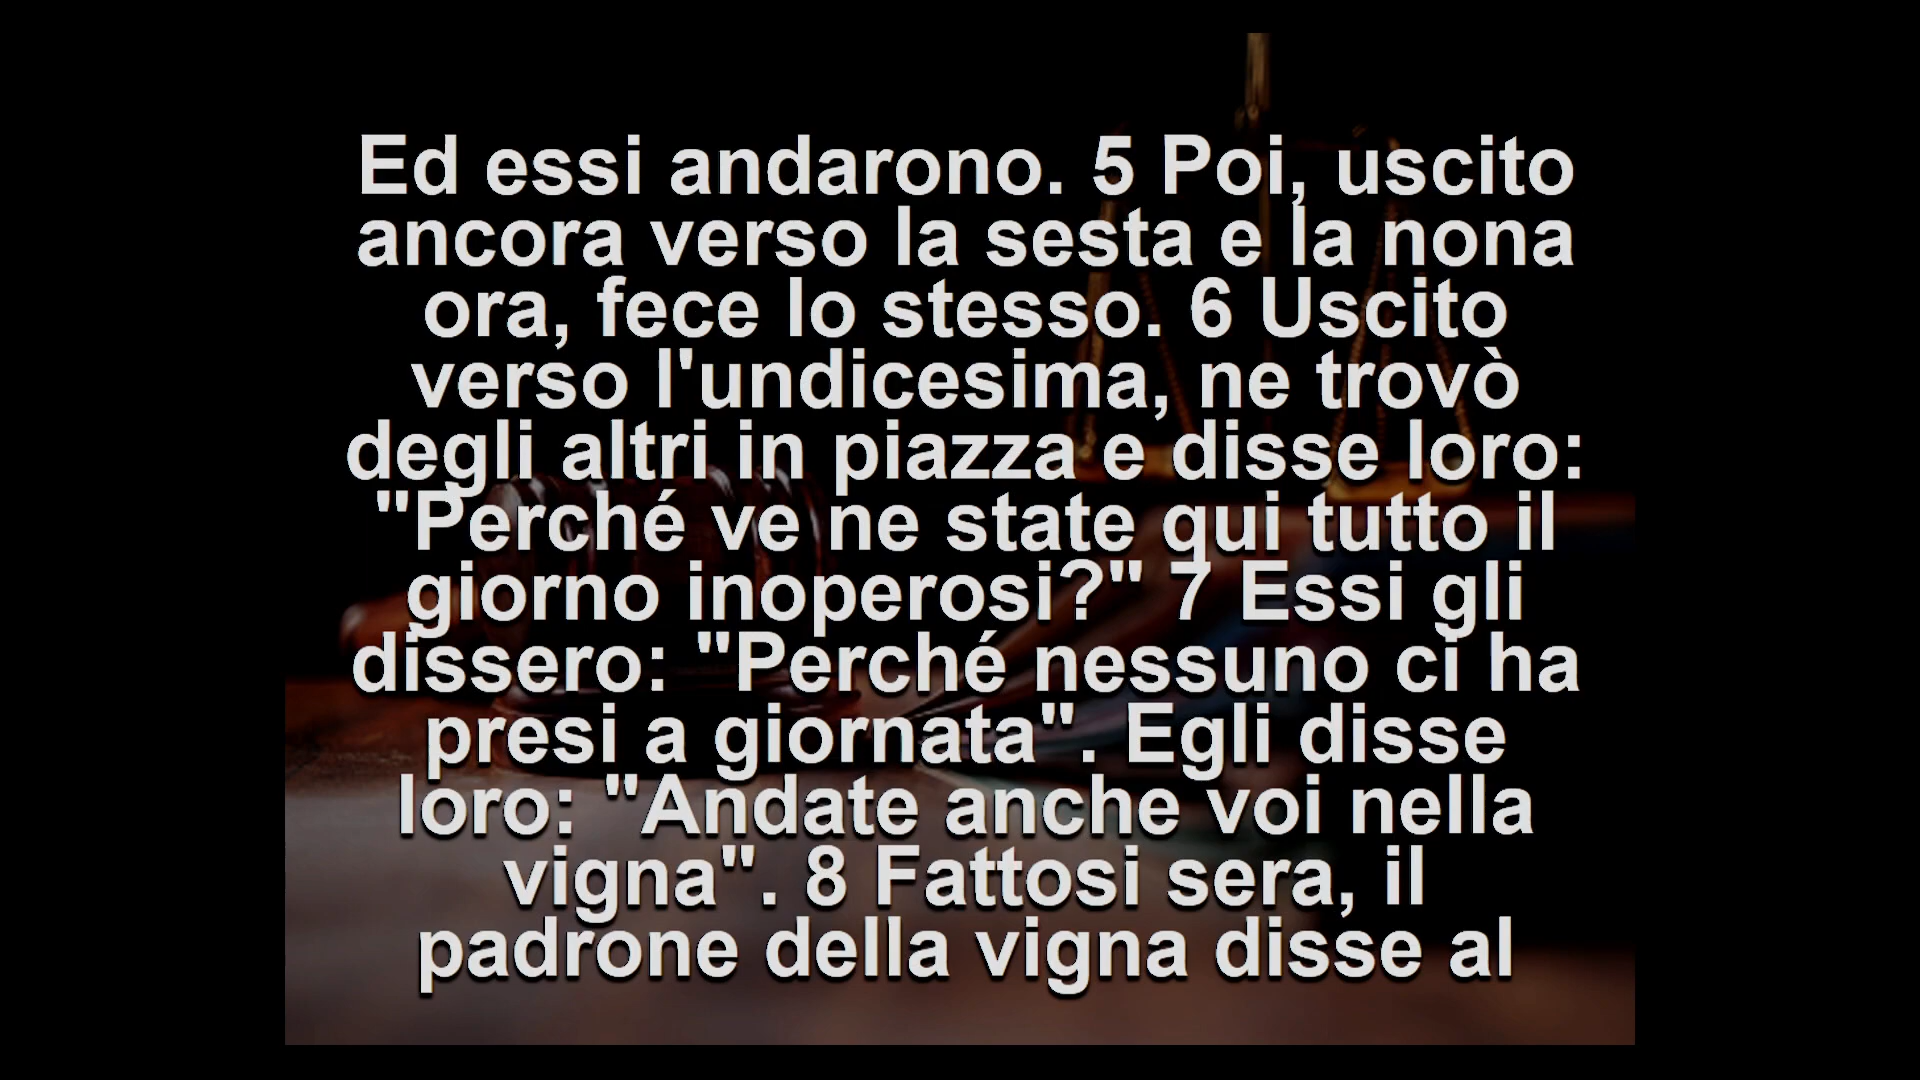 Ed essi andarono. 5 Poi, uscito
ancora verso la sesta e la nona
ora, fece lo stesso. 6 Uscito
verso l'undicesima, ne trovò
degli altri in piazza e disse loro:
"Perché ve ne state qui tutto il
giorno inoperosi?" 7 Essi gli
dissero: "Perché nessuno ci ha
presi a giornata". Egli disse
loro: "Andate anche voi nella
vigna". 8 Fattosi sera, il
padrone della vigna disse al